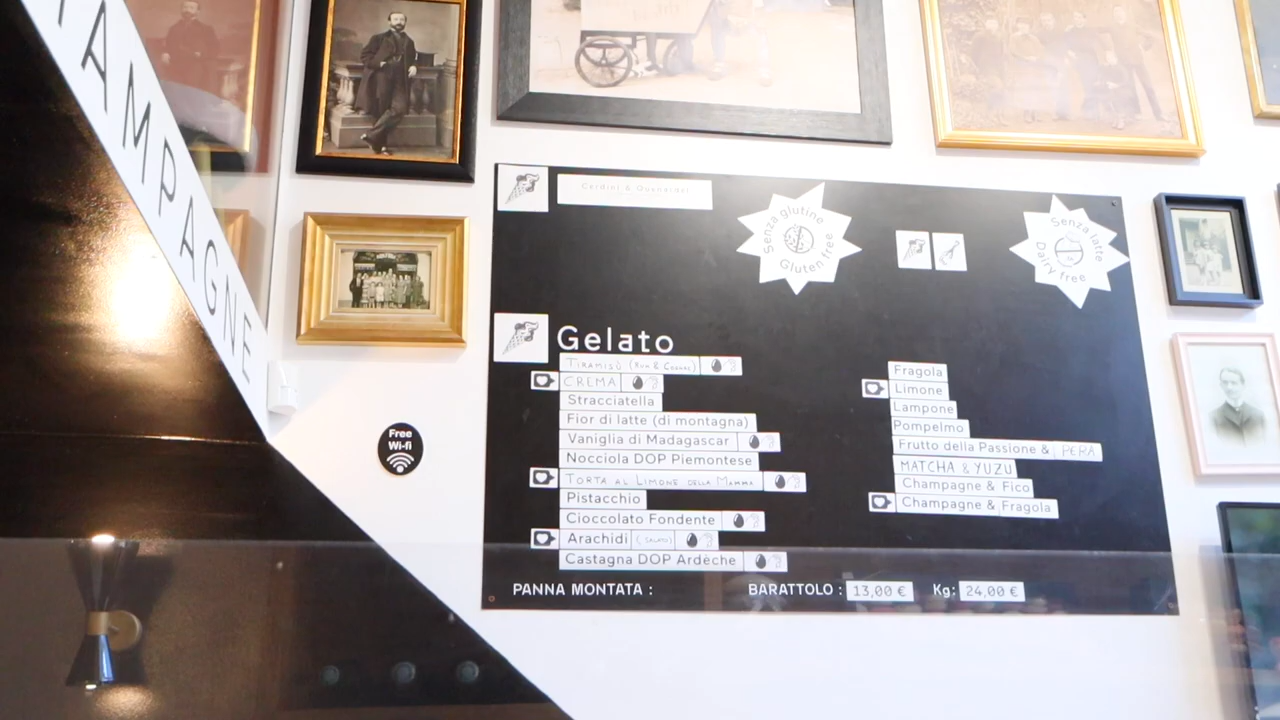 AMPAGNE
Senza glutine
Gluten free
Senza latte
Dairy free
Gelato
TIRAMISÙ (RUM & COGNAC)
CREMA
Stracciatella
Fior di latte (di montagna)
Vaniglia di Madagascar
Nocciola DOP Piemontese
TORTA AL LIMONE DELLA MAMMA
Pistacchio
Cioccolato Fondente
Arachidi (SALATO)
Castagna DOP Ardèche
Fragola
Limone
Lampone
Pompelmo
Frutto della Passione & PERA
MATCHA & YUZU
Champagne & Fico
Champagne & Fragola
PANNA MONTATA :
BARATTOLO : 13,00 €
Kg: 24,00 €
Free
Wi-fi